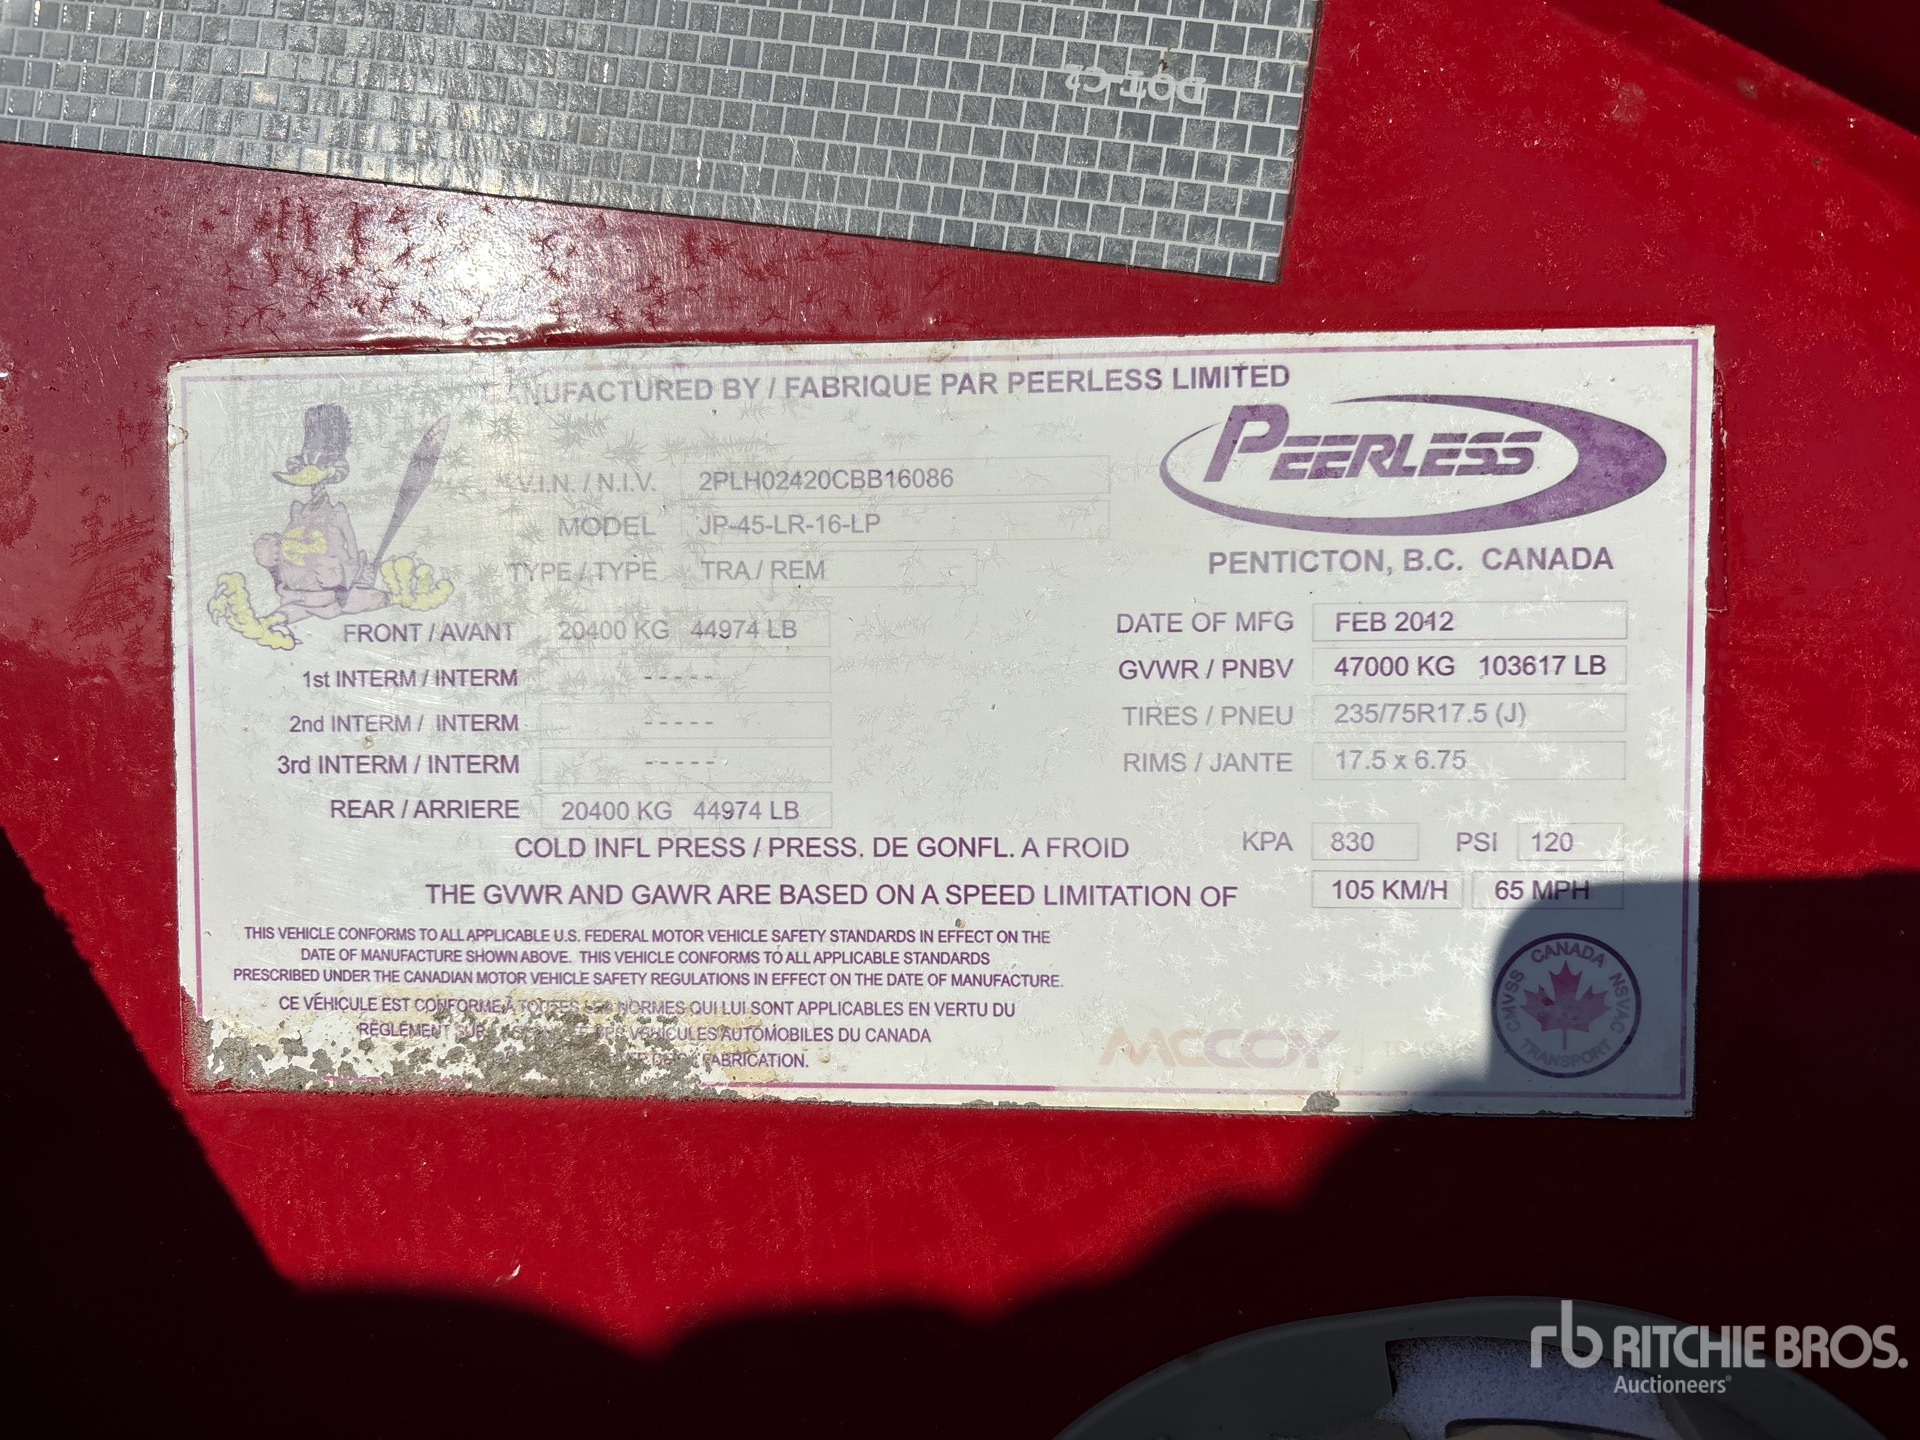 DOT-C2
MANUFACTURED BY / FABRIQUE PAR PEERLESS LIMITED
PEERLESS
PENTICTON, B.C. CANADA
V.I.N. / N.I.V. 2PLH02420CBB16086
MODEL JP-45-LR-16-LP
TYPE / TYPE TRA / REM
FRONT / AVANT 20400 KG 44974 LB
1st INTERM / INTERM -----
2nd INTERM / INTERM -----
3rd INTERM / INTERM -----
REAR / ARRIERE 20400 KG 44974 LB
DATE OF MFG FEB 2012
GVWR / PNBV 47000 KG 103617 LB
TIRES / PNEU 235/75R17.5 (J)
RIMS / JANTE 17.5 x 6.75
COLD INFL PRESS / PRESS. DE GONFL. A FROID KPA 830 PSI 120
THE GVWR AND GAWR ARE BASED ON A SPEED LIMITATION OF 105 KM/H 65 MPH
THIS VEHICLE CONFORMS TO ALL APPLICABLE U.S. FEDERAL MOTOR VEHICLE SAFETY STANDARDS IN EFFECT ON THE
DATE OF MANUFACTURE SHOWN ABOVE. THIS VEHICLE CONFORMS TO ALL APPLICABLE STANDARDS
PRESCRIBED UNDER THE CANADIAN MOTOR VEHICLE SAFETY REGULATIONS IN EFFECT ON THE DATE OF MANUFACTURE.
CE VÉHICULE EST CONFORME À TOUTES LES NORMES QUI LUI SONT APPLICABLES EN VERTU DU
RÈGLEMENT SUR VÉHICULES AUTOMOBILES DU CANADA
FABRICATION.
MCCOY
CANADA
CMVSS NSVAC
TRANSPORT
rb RITCHIE BROS.
Auctioneers®